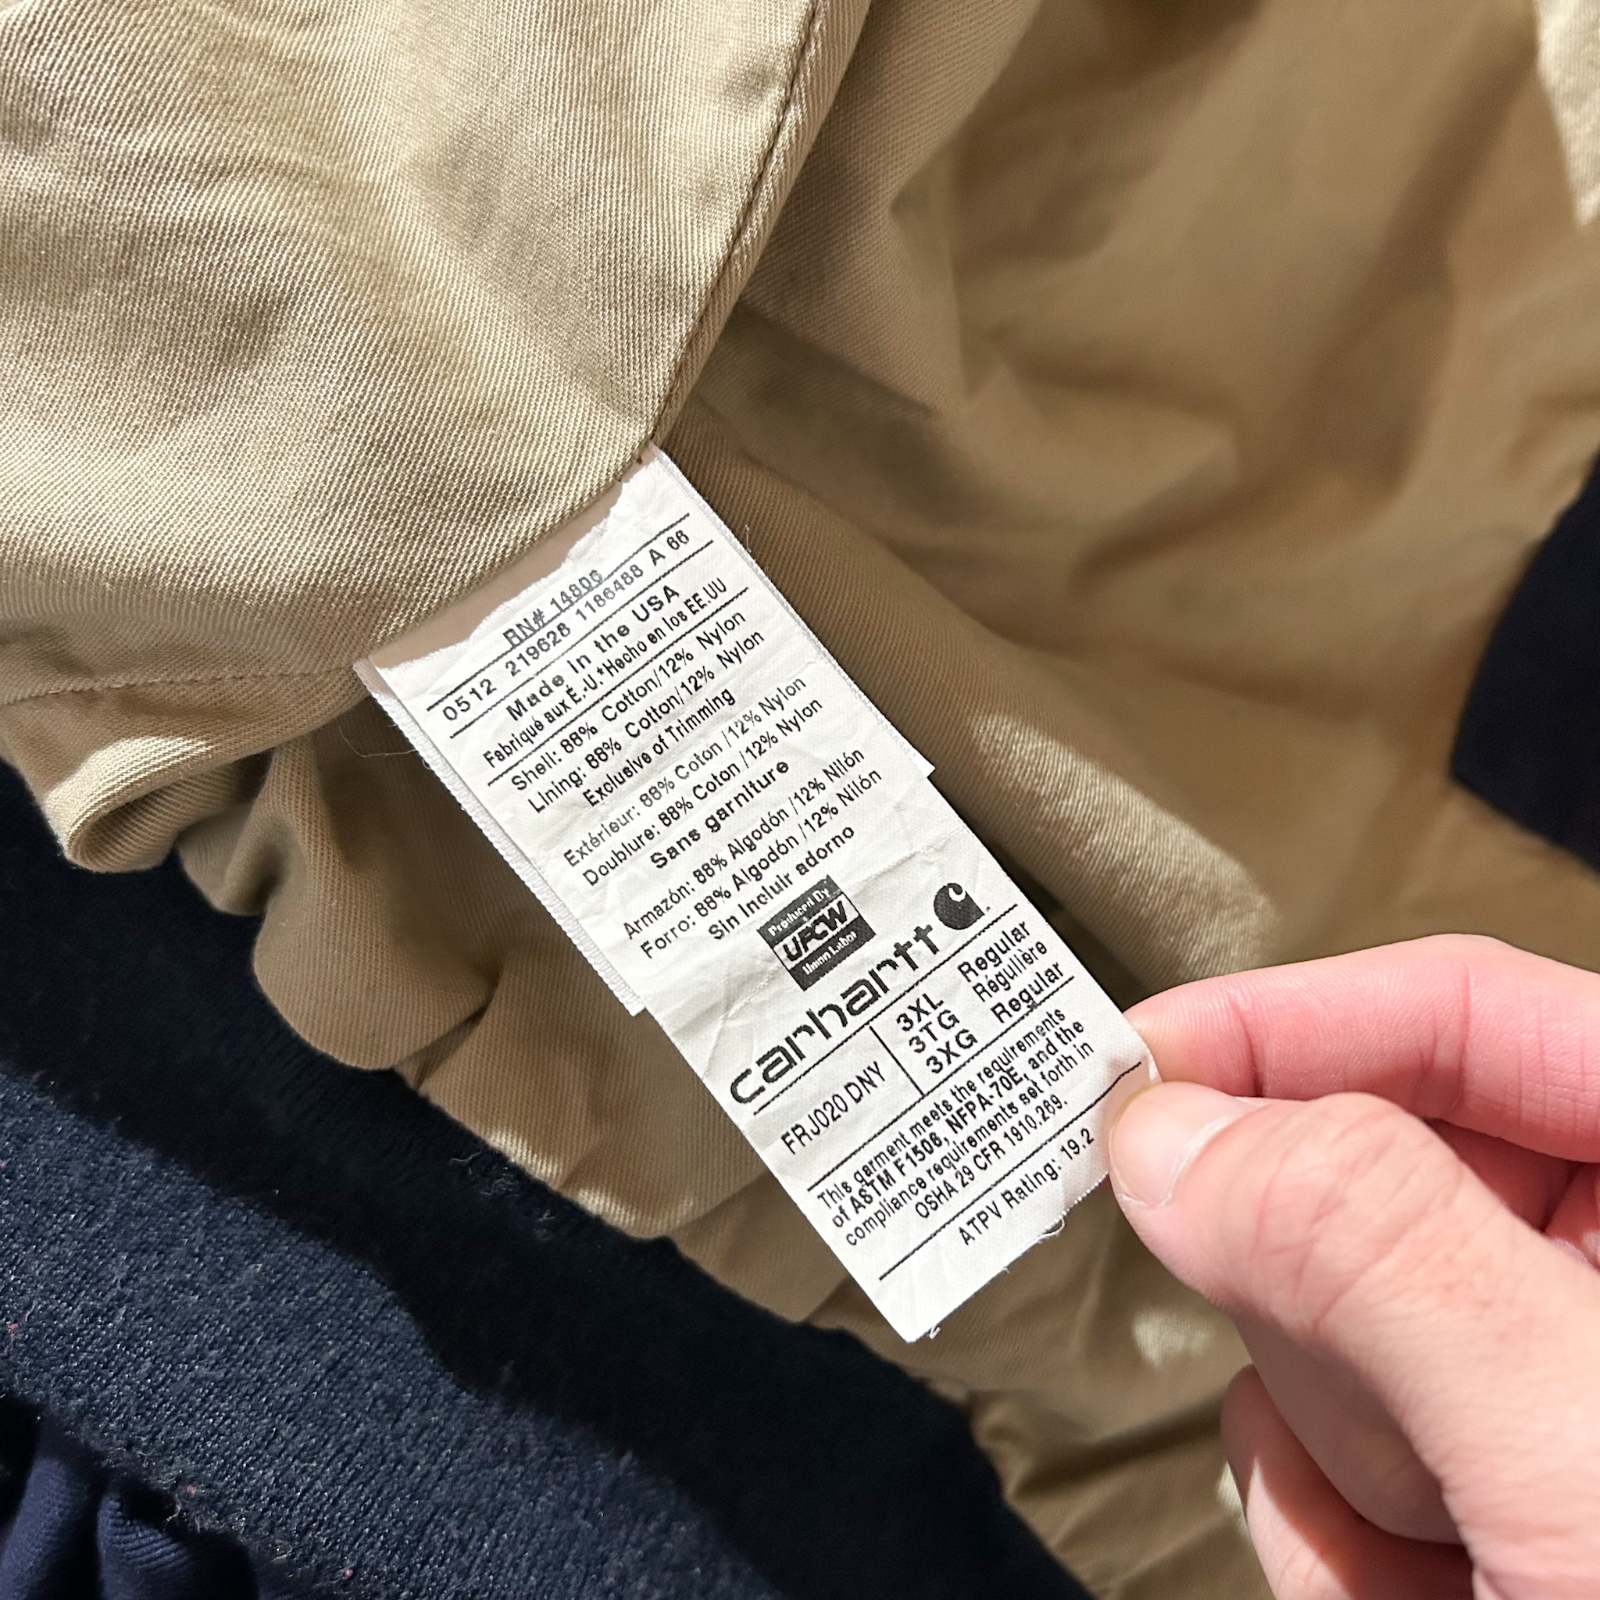 RN# 14806
0512 219628 1186488 A 66
Made in the USA
Fabriqué aux É.-U • Hecho en los EE.UU
Shell: 88% Cotton/12% Nylon
Lining: 88% Cotton/12% Nylon
Exclusive of Trimming
Extérieur: 88% Coton /12% Nylon
Doublure: 88% Coton /12% Nylon
Sans garniture
Armazón: 88% Algodón /12% Nilón
Forro: 88% Algodón /12% Nilón
Sin Incluir adorno
Produced By
UFCW
Union Labor
carhartt
FRJ020 DNY
3XL Regular
3TG Régulière
3XG Regular
This garment meets the requirements
of ASTM F1506, NFPA-70E, and the
compliance requirements set forth in
OSHA 29 CFR 1910.269.
ATPV Rating: 19.2